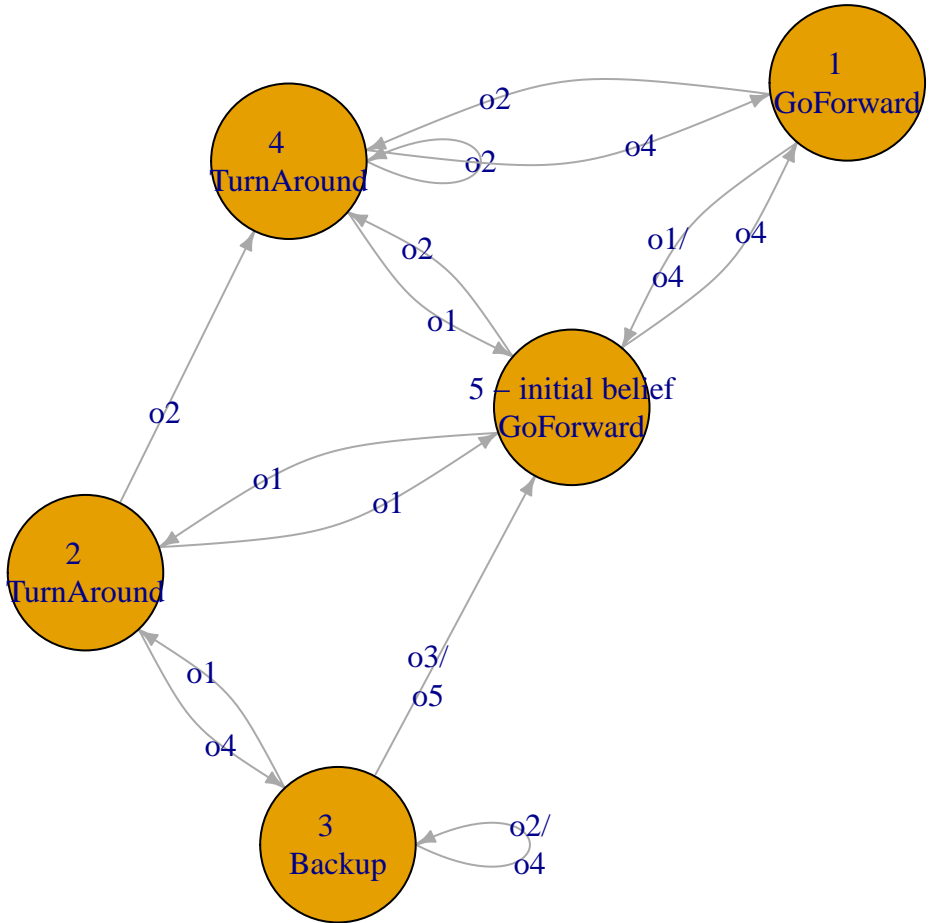 1
GoForward
o2
4
TurnAround
o4
o2
o1/
o4
o4
o2
o1
5 – initial belief
GoForward
o2
o1
o1
2
TurnAround
o3/
o5
o1
o4
3
Backup
o2/
o4